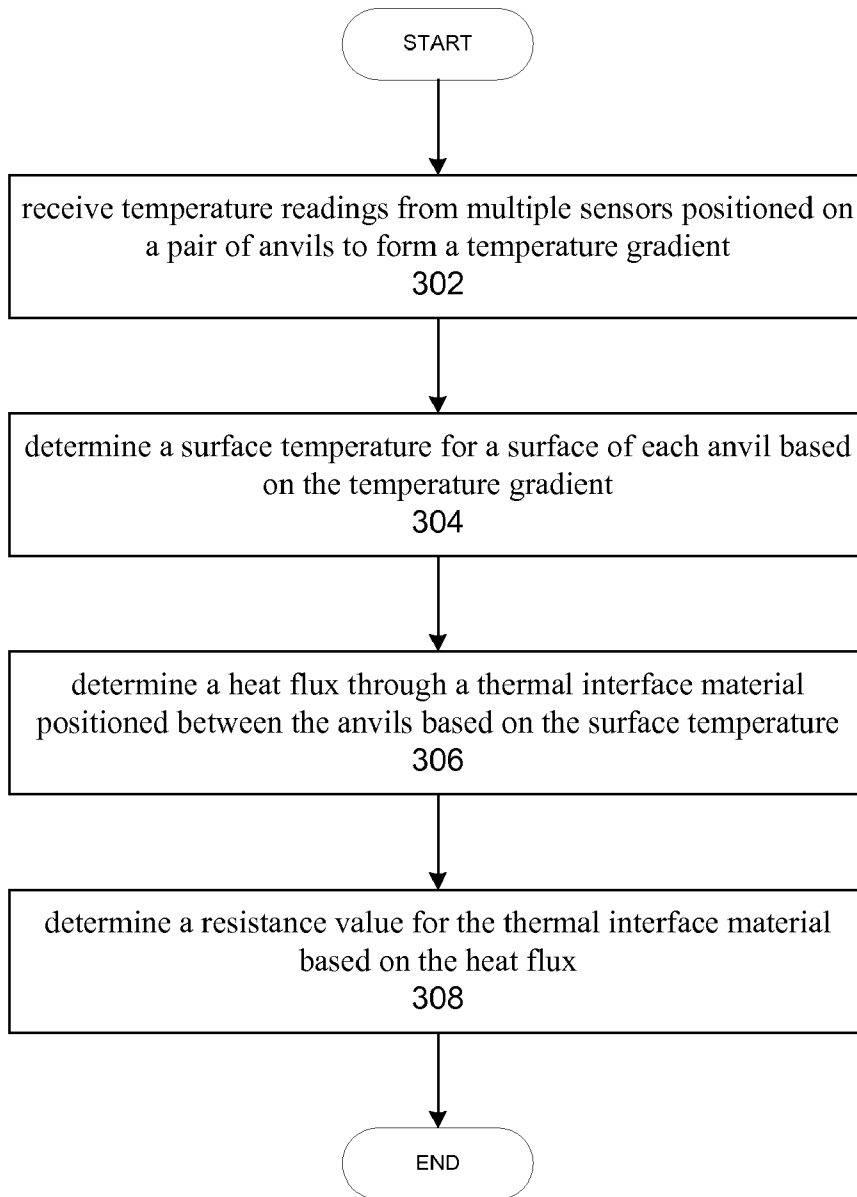 START
receive temperature readings from multiple sensors positioned on
a pair of anvils to form a temperature gradient
302
determine a surface temperature for a surface of each anvil based
on the temperature gradient
304
determine a heat flux through a thermal interface material
positioned between the anvils based on the surface temperature
306
determine a resistance value for the thermal interface material
based on the heat flux
308
END